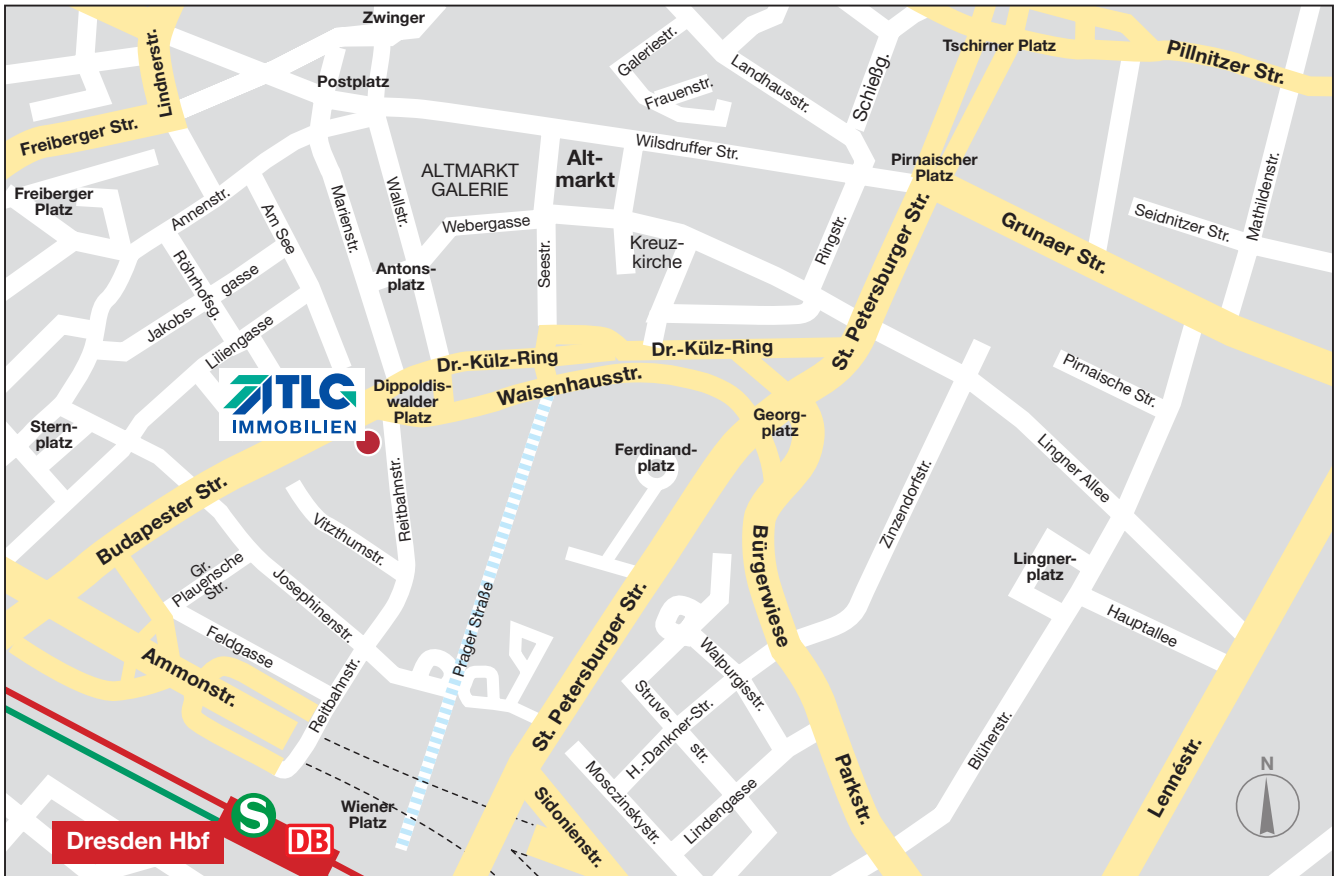 Zwinger
Lindnerstr.
Postplatz
Freiberger Str.
Freiberger
Platz
Galeriestr.
Frauenstr.
Landhausstr.
Schießg.
Tschirner Platz
Pillnitzer Str.
Wilsdruffer Str.
Pirnaischer
Platz
ALTMARKT
GALERIE
Alt-
markt
Annenstr.
Am See
Marienstr.
Wallstr.
Webergasse
Seestr.
Kreuz-
kirche
Ringstr.
St. Petersburger Str.
Grunaer Str.
Seidnitzer Str.
Mathildenstr.
Röhrhofsg.
Jakobs-
gasse
Liliengasse
Antons-
platz
Dr.-Külz-Ring
Dr.-Külz-Ring
Waisenhausstr.
Dippoldis-
walder
Platz
TLG
IMMOBILIEN
Stern-
platz
Georg-
platz
Ferdinand-
platz
Pirnaische Str.
Lingner Allee
Zinzendorfstr.
Budapester Str.
Reitbahnstr.
Vitzthumstr.
Gr.
Plauensche
Str.
Josephinenstr.
Feldgasse
Ammonstr.
Reitbahnstr.
Prager Straße
St. Petersburger Str.
Bürgerwiese
Lingner-
platz
Hauptallee
Walpurgisstr.
Struve-
str.
H.-Dankner-Str.
Mosczinskystr.
Lindengasse
Blüherstr.
Parkstr.
Lennéstr.
Sidonienstr.
Wiener
Platz
Dresden Hbf
S
DB
N